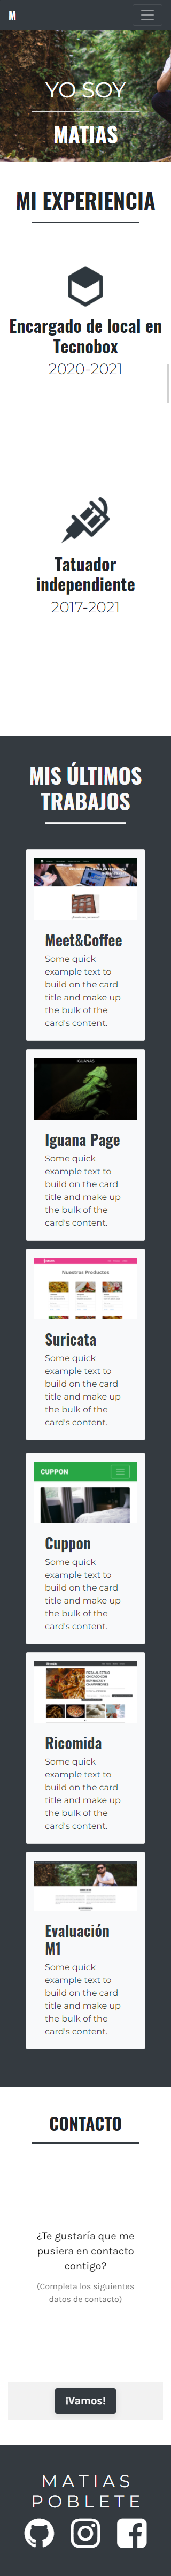 M
YO SOY
MATIAS
MI EXPERIENCIA
Encargado de local en
Tecnobox
2020-2021
Tatuador
independiente
2017-2021
MIS ÚLTIMOS
TRABAJOS
Meet&Coffee
Some quick
example text to
build on the card
title and make up
the bulk of the
card's content.
IGUANAS
Iguana Page
Some quick
example text to
build on the card
title and make up
the bulk of the
card's content.
Nuestros Productos
Suricata
Some quick
example text to
build on the card
title and make up
the bulk of the
card's content.
CUPPON
Cuppon
Some quick
example text to
build on the card
title and make up
the bulk of the
card's content.
Ricomida
Some quick
example text to
build on the card
title and make up
the bulk of the
card's content.
Evaluación
M1
Some quick
example text to
build on the card
title and make up
the bulk of the
card's content.
CONTACTO
¿Te gustaría que me
pusiera en contacto
contigo?
(Completa los siguientes
datos de contacto)
¡Vamos!
MATIAS
POBLETE